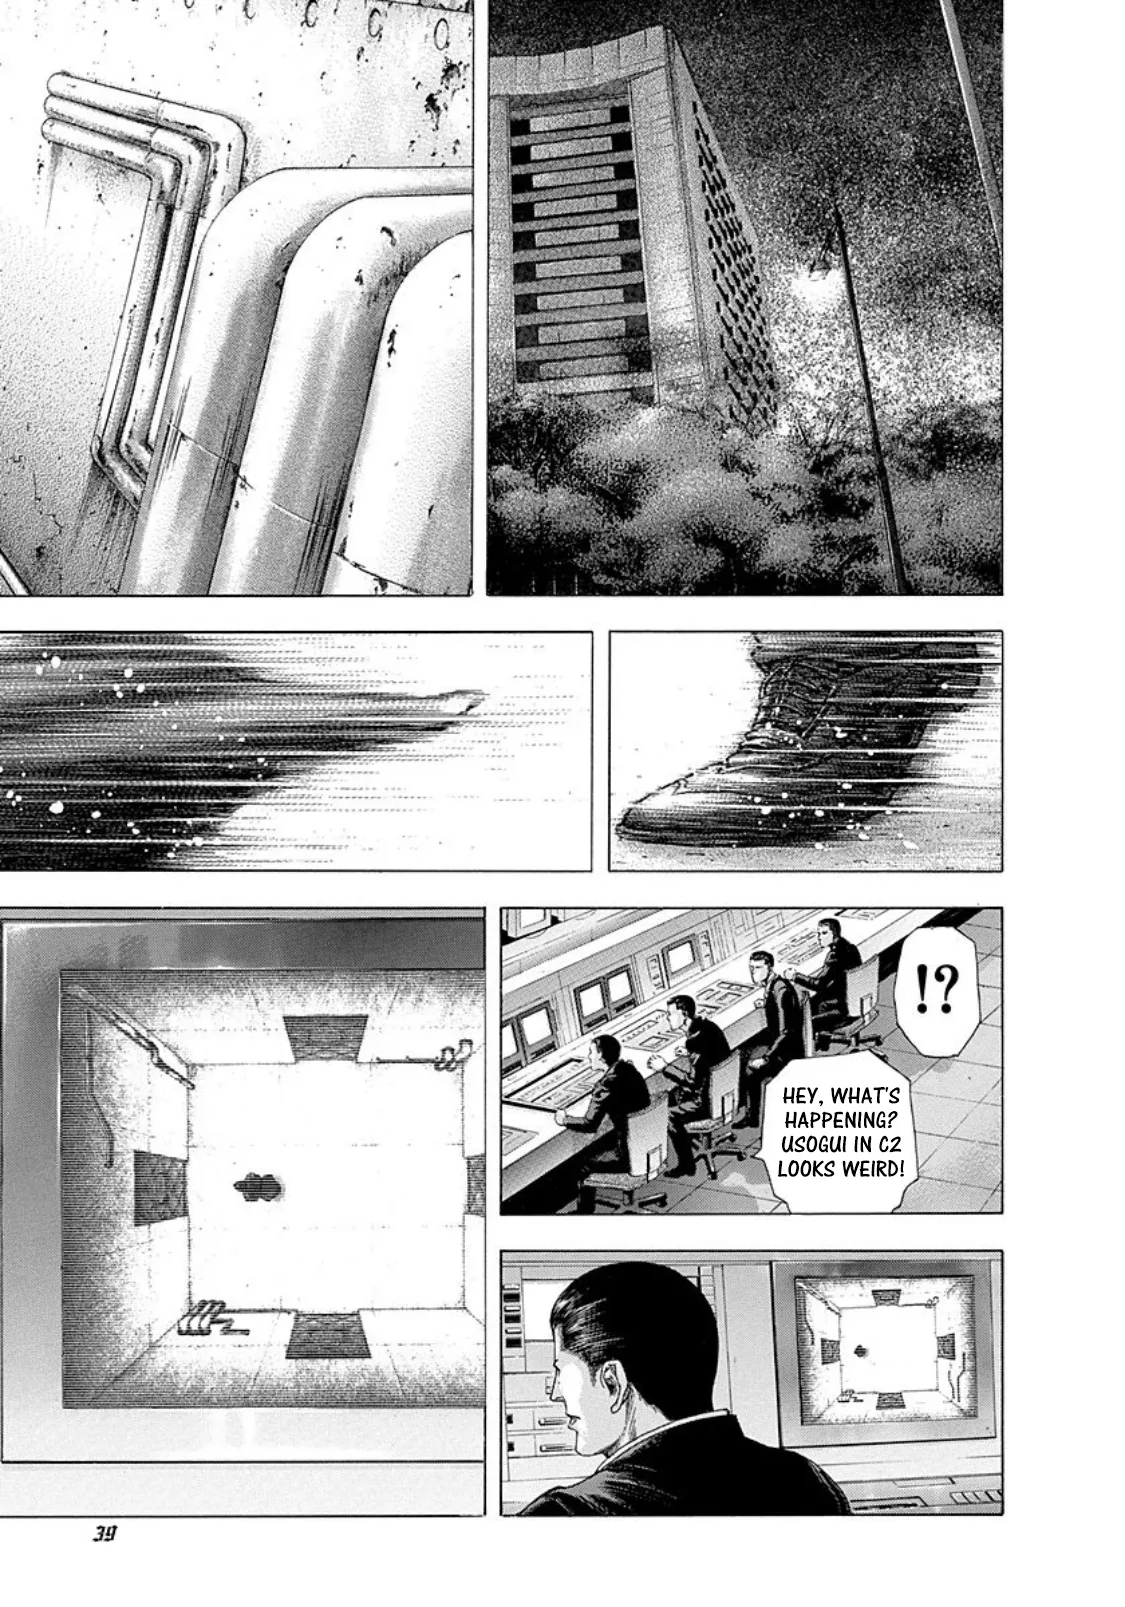 !?
HEY, WHAT'S
HAPPENING?
USOGUI IN C2
LOOKS WEIRD!
39